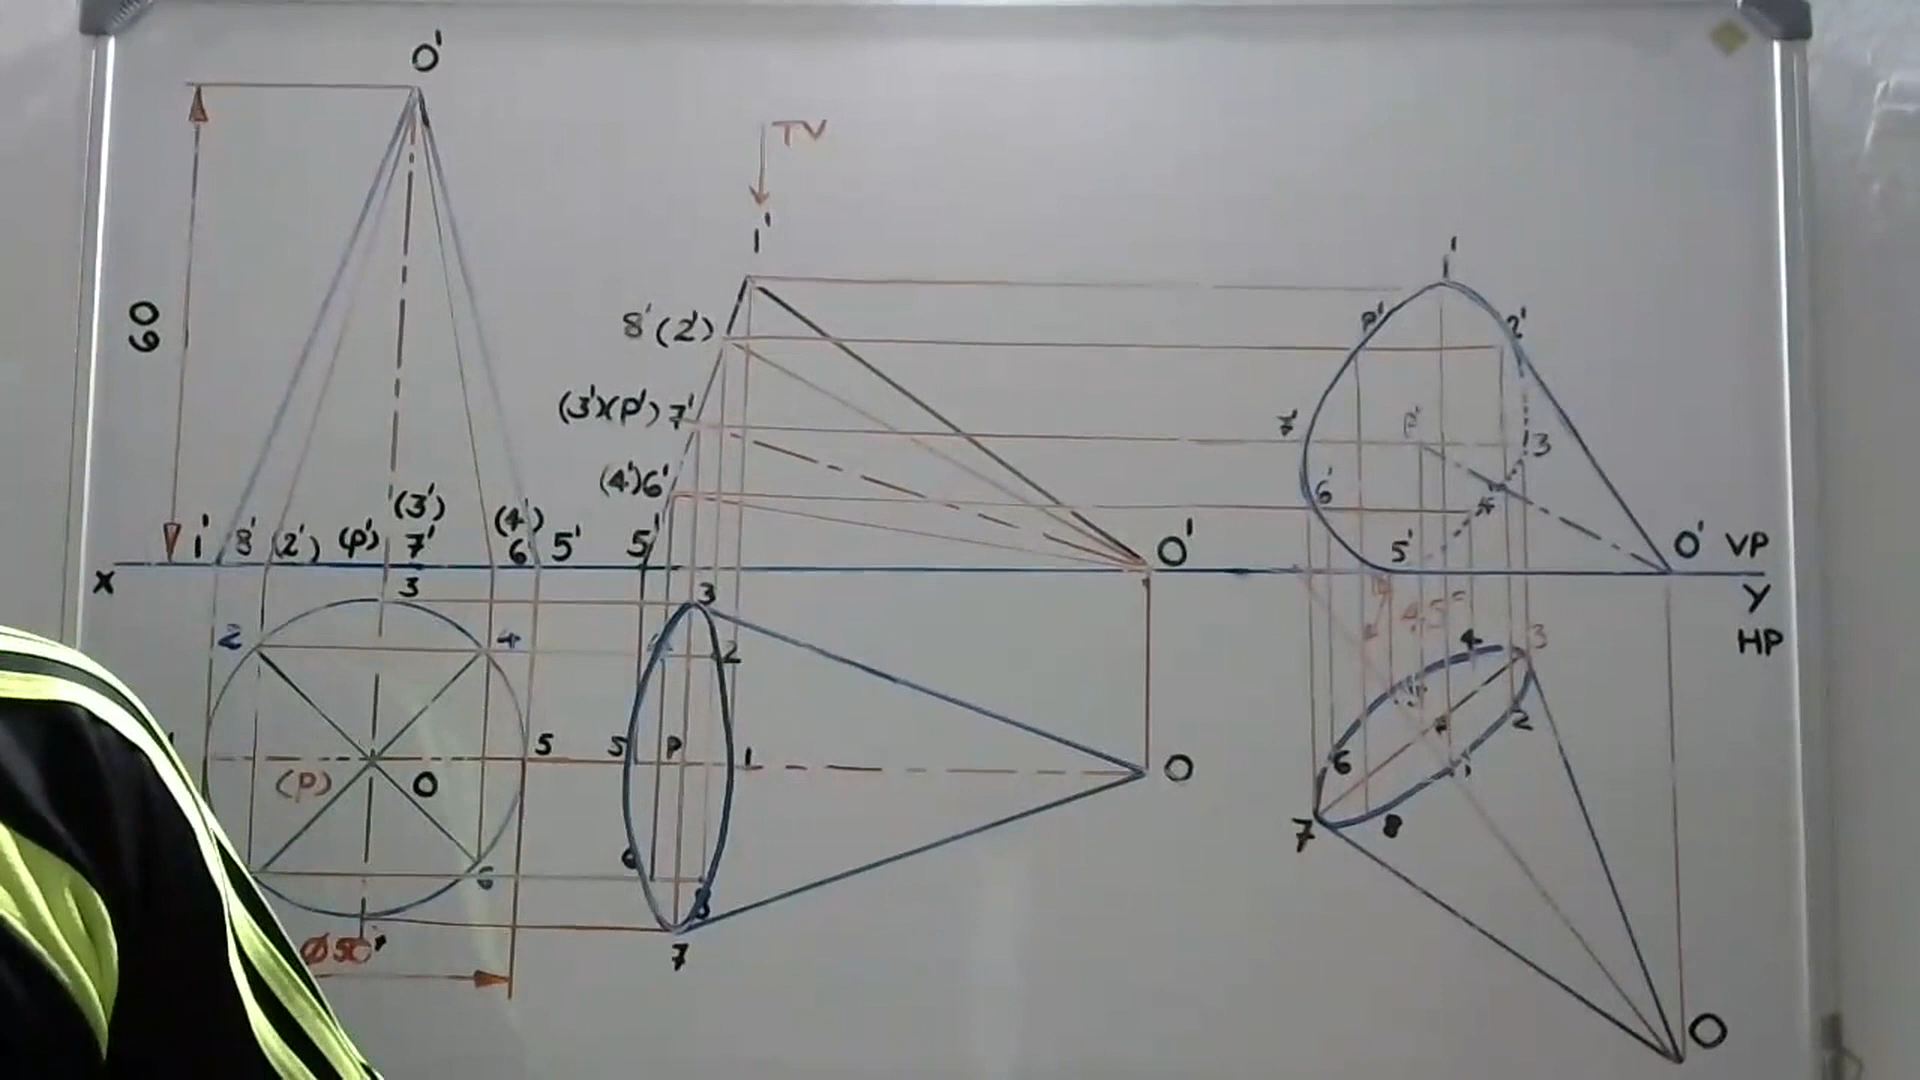 O'
TV
1'
60
8'(2')
(3')(P') 7'
(4')6'
1' 8' (2') (P') (3') 7' (4') 6' 5'
5'
O'
1'
2'
7'
P'
3
6'
5'
O' VP
X
Y
HP
45°
2
3
4
5
(P)
O
6
Ø50
3
2
5
P
1
6
8
7
O
4
3
2
1
6
7
8
O